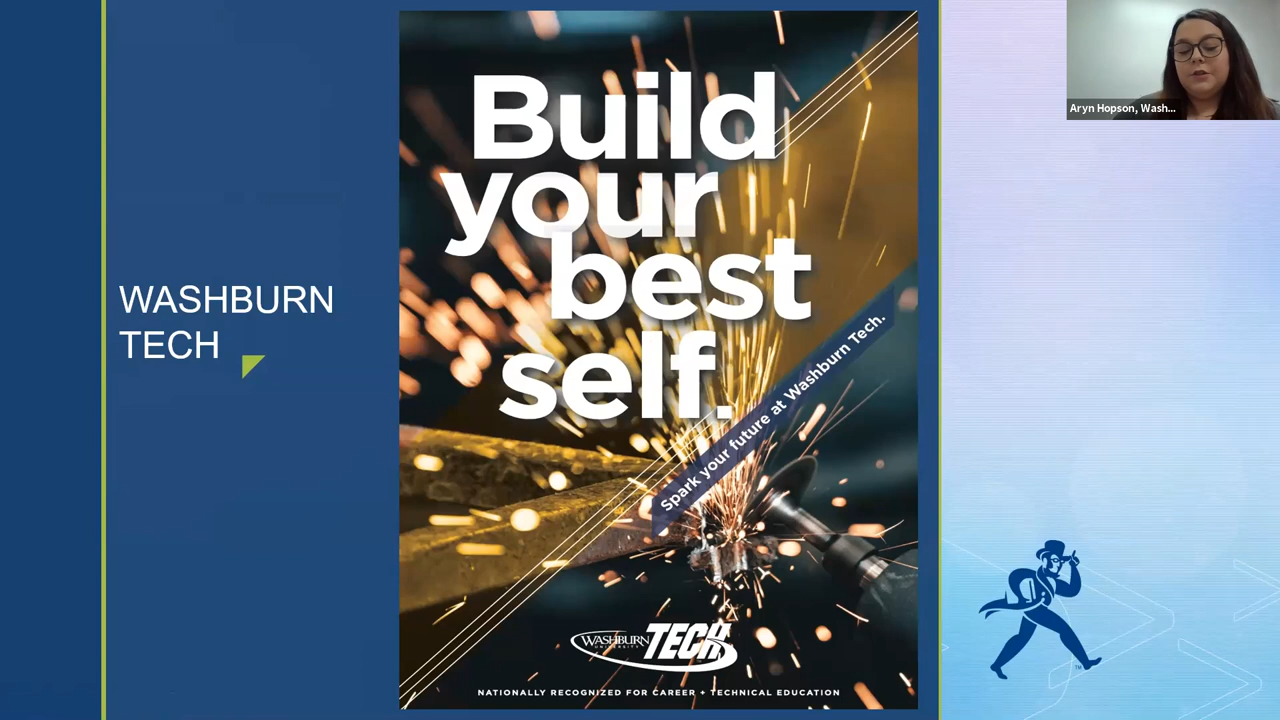 WASHBURN
TECH
Build
your
best
self.
Spark your future at Washburn Tech.
WASHBURN
UNIVERSITY
TECH
NATIONALLY RECOGNIZED FOR CAREER + TECHNICAL EDUCATION
Aryn Hopson, Wash...
TM